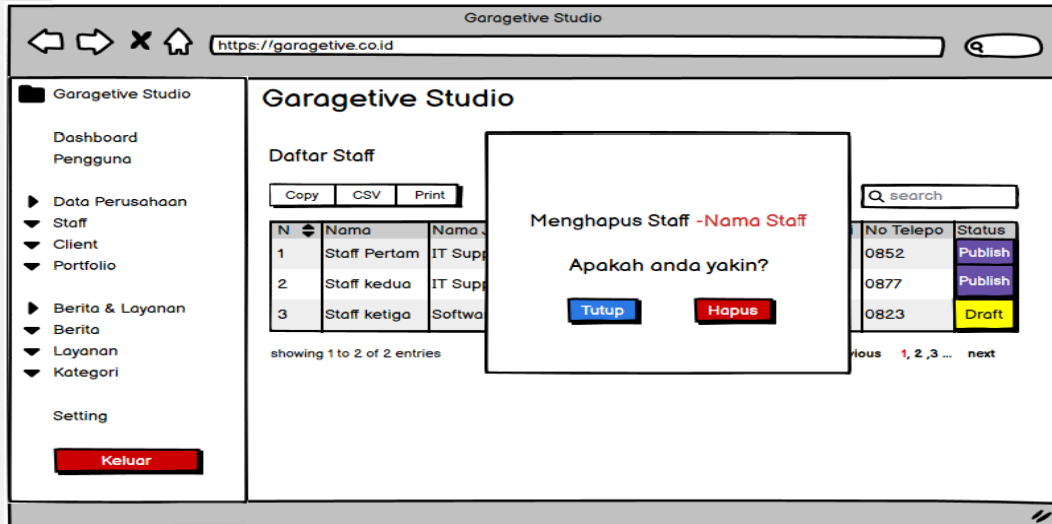 Garagetive Studio
https://garagetive.co.id
Garagetive Studio
Dashboard
Pengguna
Data Perusahaan
Staff
Client
Portfolio
Berita & Layanan
Berita
Layanan
Kategori
Setting
Keluar
Garagetive Studio
Daftar Staff
Copy CSV Print
search
N Nama Nama No Telepo Status
1 Staff Pertam IT Supp 0852 Publish
2 Staff kedua IT Supp 0877 Publish
3 Staff ketiga Softwa 0823 Draft
showing 1 to 2 of 2 entries
ious 1, 2 ,3 ... next
Menghapus Staff -Nama Staff
Apakah anda yakin?
Tutup Hapus